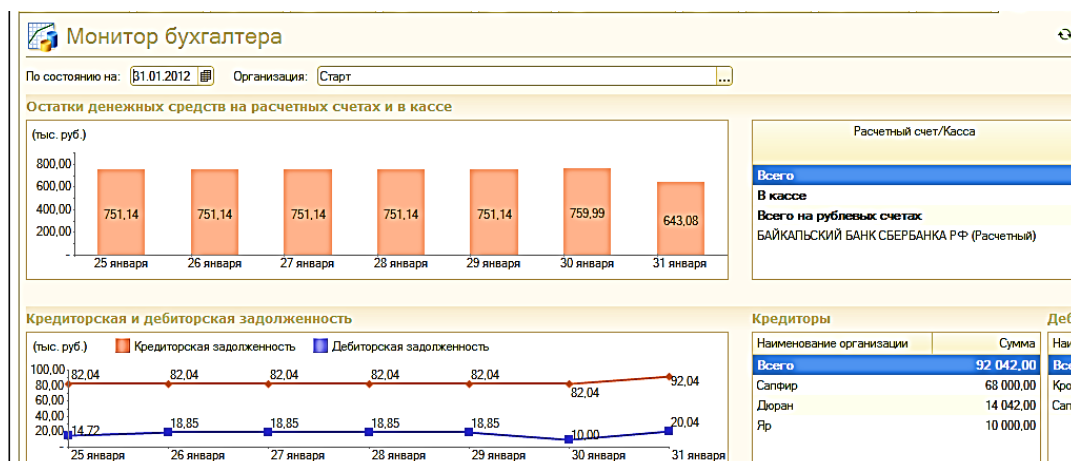 Монитор бухгалтера
По состоянию на: 31.01.2012 Организация: Старт ...
Остатки денежных средств на расчетных счетах и в кассе
(тыс. руб.)
800,00
600,00
400,00
200,00
-
751,14 751,14 751,14 751,14 751,14 759,99 643,08
25 января 26 января 27 января 28 января 29 января 30 января 31 января
Расчетный счет/Касса
Всего
В кассе
Всего на рублевых счетах
БАЙКАЛЬСКИЙ БАНК СБЕРБАНКА РФ (Расчетный)
Кредиторская и дебиторская задолженность
(тыс. руб.) Кредиторская задолженность Дебиторская задолженность
100,00
80,00
60,00
40,00
20,00
-
82,04 82,04 82,04 82,04 82,04 82,04 92,04
14,72 18,85 18,85 18,85 18,85 10,00 20,04
25 января 26 января 27 января 28 января 29 января 30 января 31 января
Кредиторы
Наименование организации Сумма
Всего 92 042,00
Сапфир 68 000,00
Дюран 14 042,00
Яр 10 000,00
Деб
Наи
Все
Кро
Сап